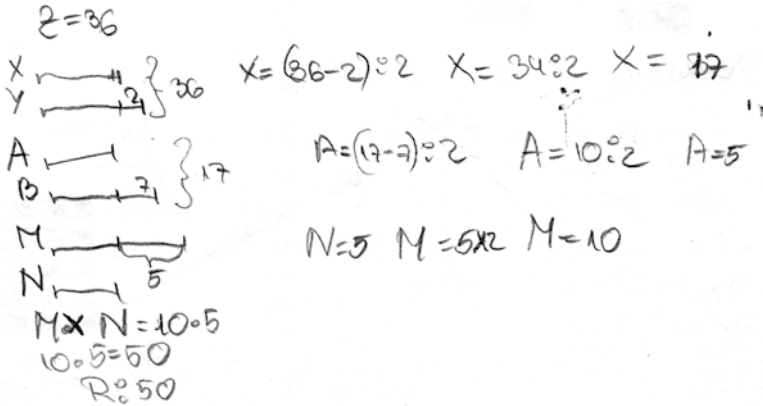 Z=36
X
Y 2 } 36 X=(36-2):2 X=34:2 X=17
A
B 7 } 17 A=(17-7):2 A=10:2 A=5
M 5 N=5 M=5x2 M=10
N
MxN=10·5
10·5=50
R:50